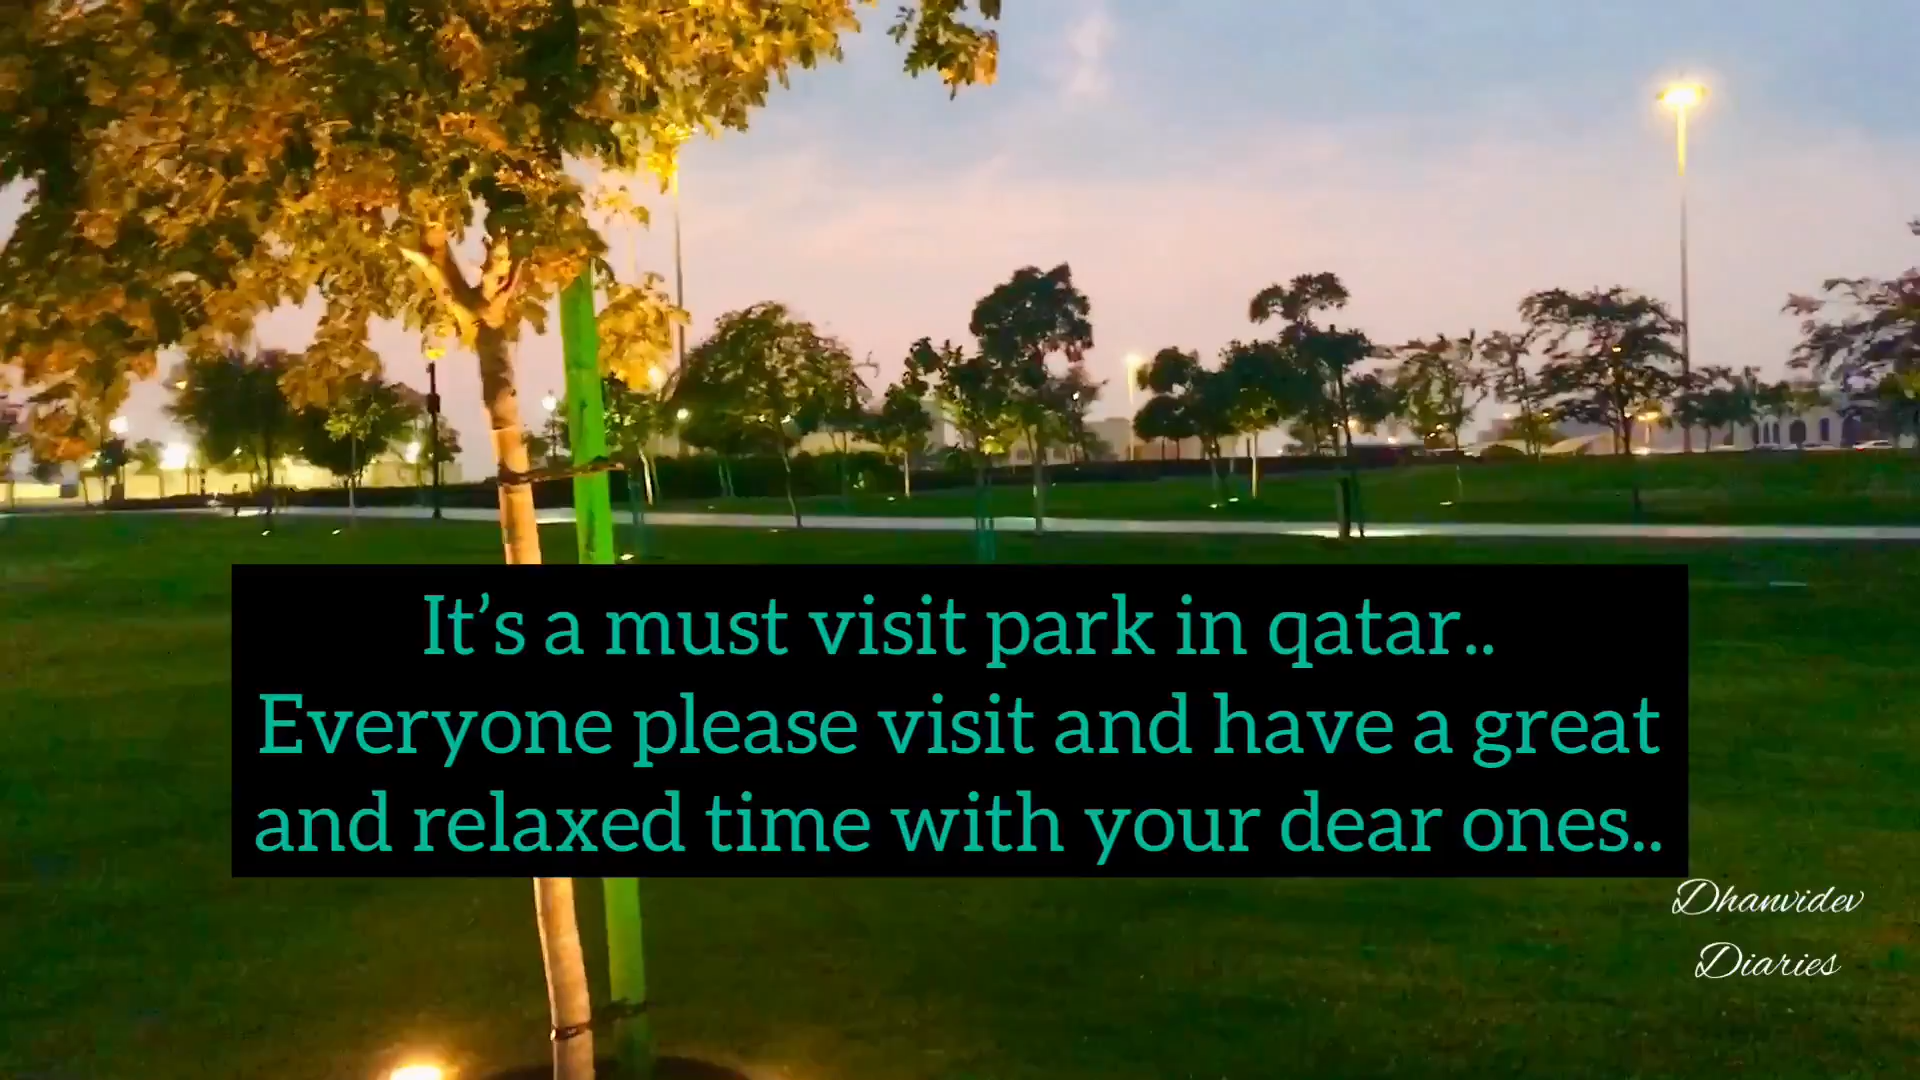 It’s a must visit park in qatar..
Everyone please visit and have a great
and relaxed time with your dear ones..
Dhanvidev
Diaries